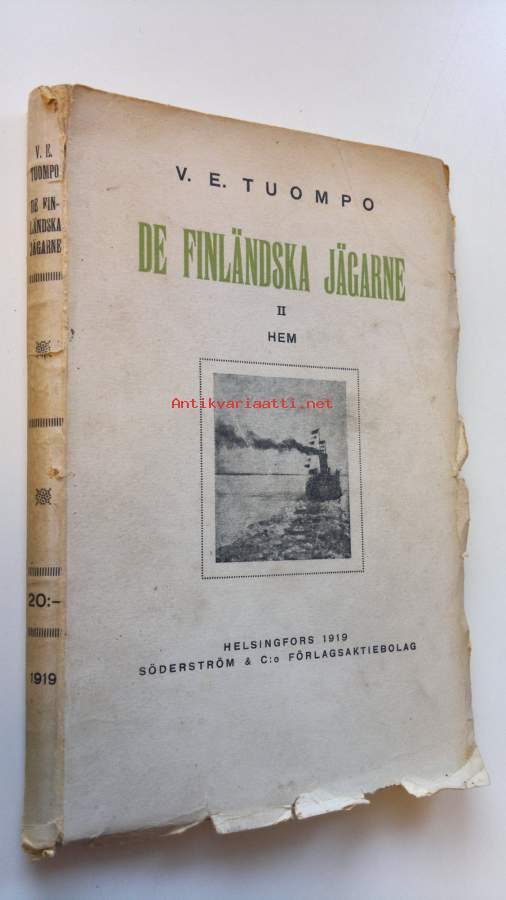 V. E.
TUOMPO
DE FIN-
LÄNDSKA
JÄGARNE
20:-
1919
V. E. TUOMPO
DE FINLÄNDSKA JÄGARNE
II
HEM
Antikvariaatti.net
HELSINGFORS 1919
SÖDERSTRÖM & C:o FÖRLAGSAKTIEBOLAG